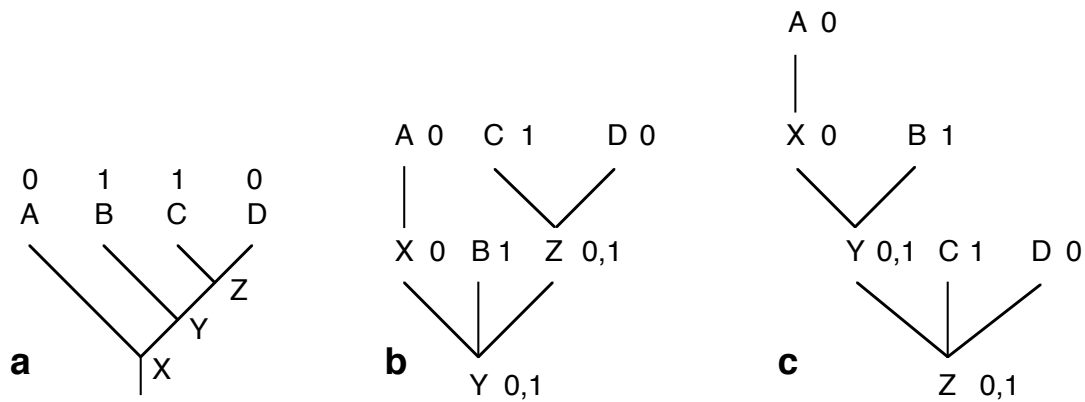 0 1 1 0
A B C D
Z
Y
X
a
A 0 C 1 D 0
X 0 B 1 Z 0,1
Y 0,1
b
A 0
X 0 B 1
Y 0,1 C 1 D 0
Z 0,1
c